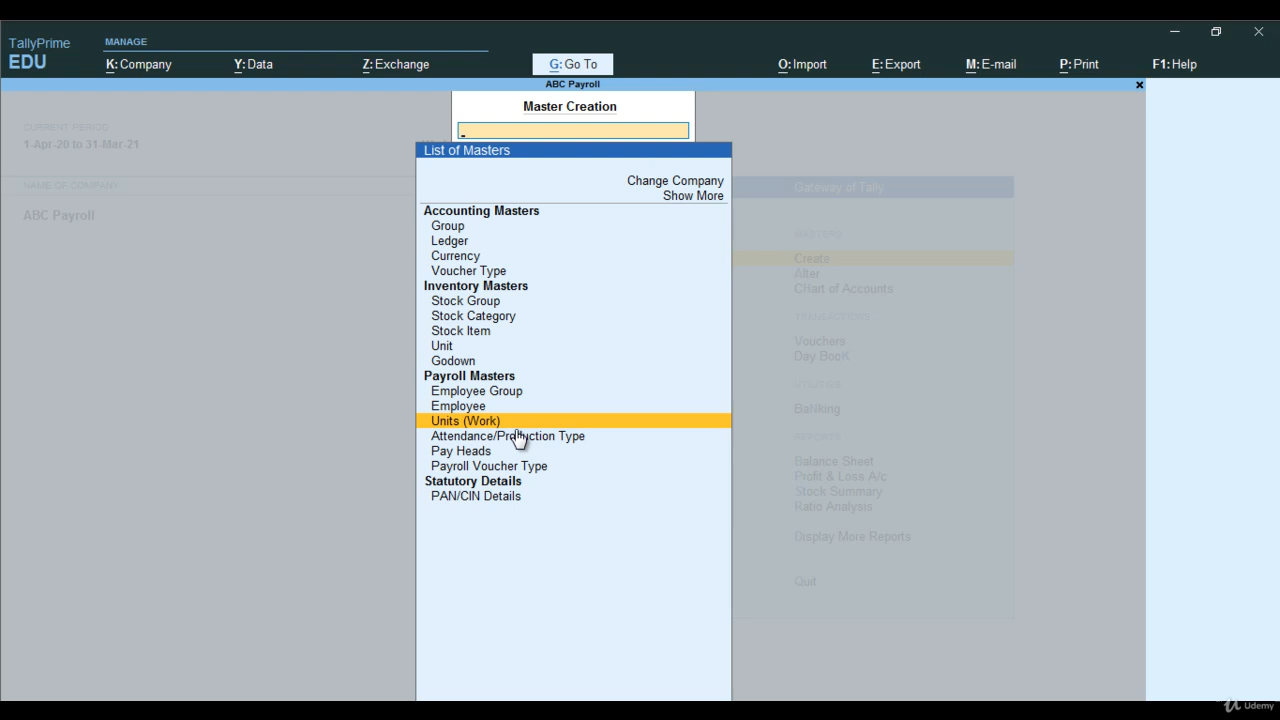 TallyPrime
EDU
MANAGE
K: Company
Y: Data
Z: Exchange
G: Go To
O: Import
E: Export
M: E-mail
P: Print
F1: Help
ABC Payroll
Master Creation
CURRENT PERIOD
1-Apr-20 to 31-Mar-21
NAME OF COMPANY
ABC Payroll
List of Masters
Change Company
Show More
Accounting Masters
Group
Ledger
Currency
Voucher Type
Inventory Masters
Stock Group
Stock Category
Stock Item
Unit
Godown
Payroll Masters
Employee Group
Employee
Units (Work)
Attendance/Production Type
Pay Heads
Payroll Voucher Type
Statutory Details
PAN/CIN Details
Gateway of Tally
MASTERS
Create
Alter
CHart of Accounts
TRANSACTIONS
Vouchers
Day BooK
UTILITIES
BaNking
REPORTS
Balance Sheet
Profit & Loss A/c
Stock Summary
Ratio Analysis
Display More Reports
Quit
Udemy